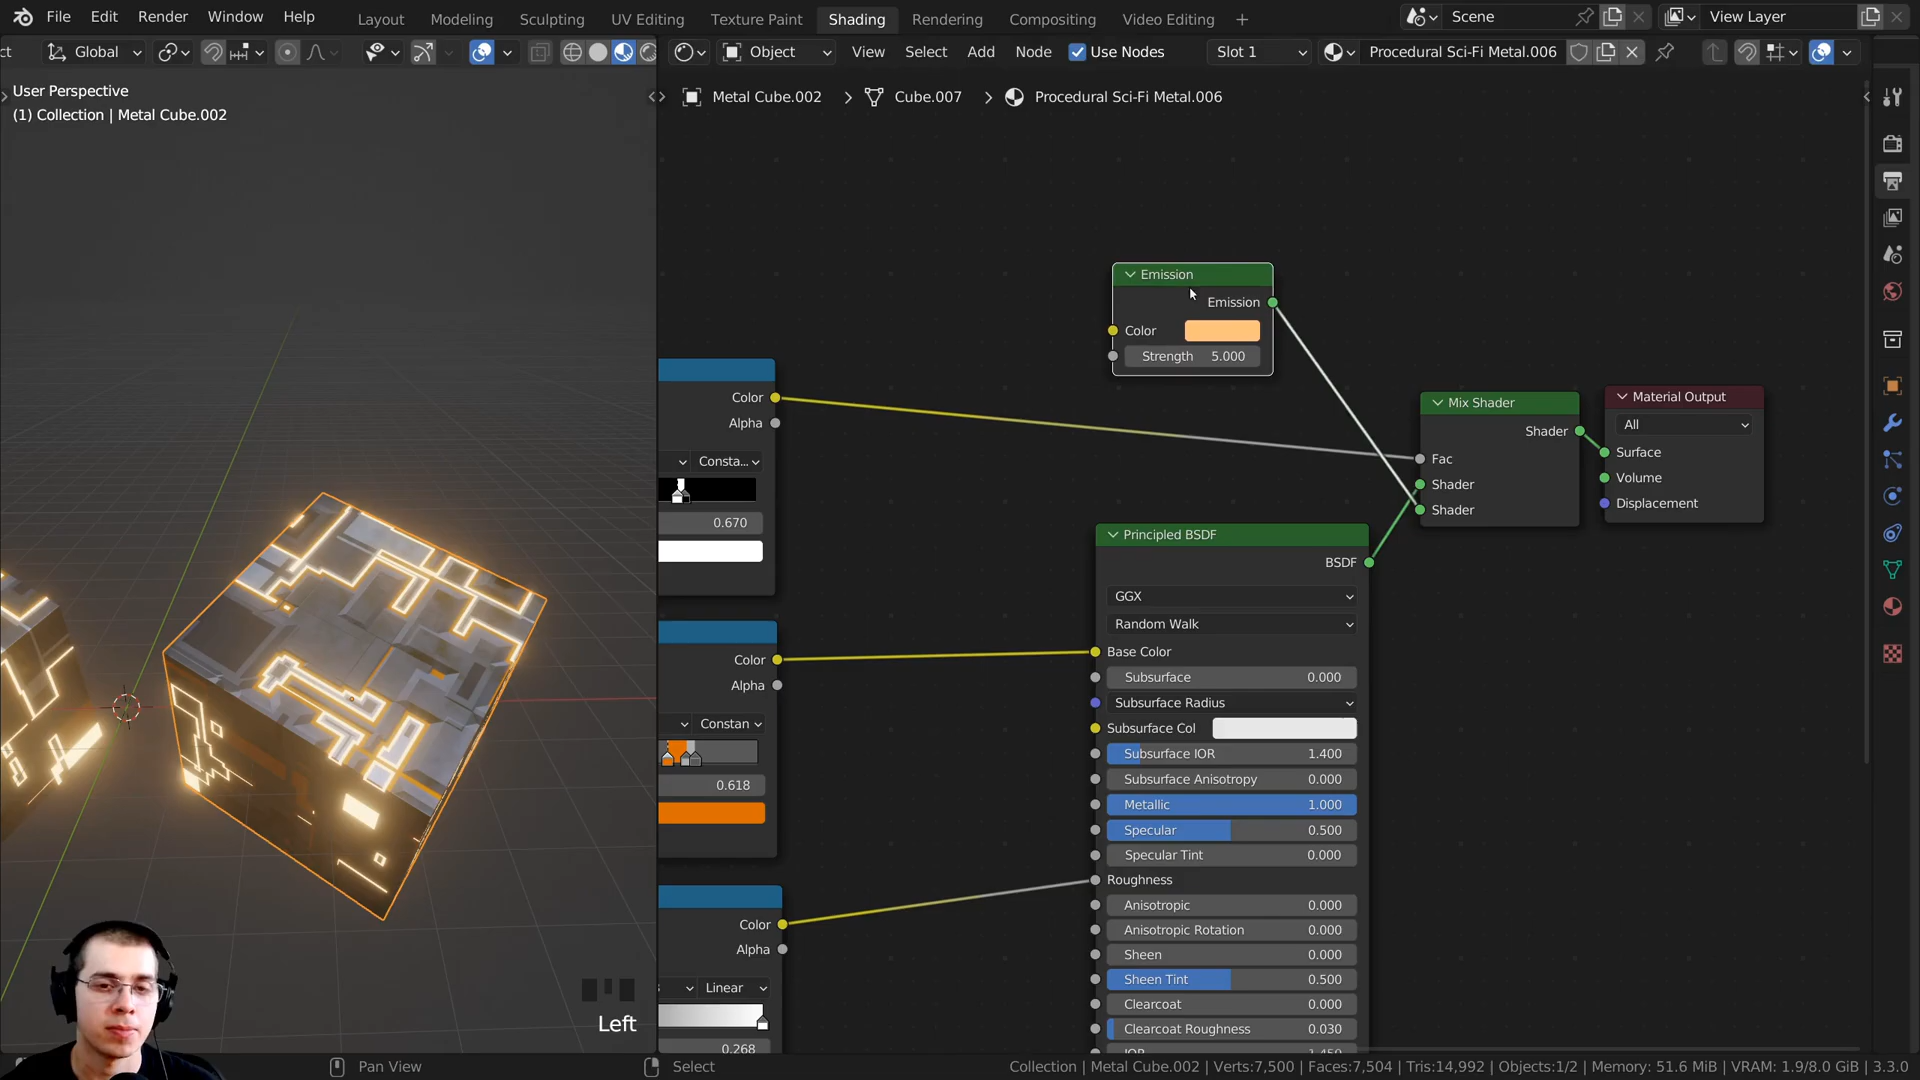 File Edit Render Window Help Layout Modeling Sculpting UV Editing Texture Paint Shading Rendering Compositing Video Editing Scene View Layer
Global Object View Select Add Node Use Nodes Slot 1 Procedural Sci-Fi Metal.006
User Perspective
(1) Collection | Metal Cube.002
Metal Cube.002 Cube.007 Procedural Sci-Fi Metal.006
Emission
Emission
Color
Strength 5.000
Color
Alpha
Consta...
0.670
Mix Shader
Shader
Fac
Shader
Shader
Material Output
All
Surface
Volume
Displacement
Color
Alpha
Constan
0.618
Color
Alpha
Linear
0.268
Principled BSDF
BSDF
GGX
Random Walk
Base Color
Subsurface 0.000
Subsurface Radius
Subsurface Col
Subsurface IOR 1.400
Subsurface Anisotropy 0.000
Metallic 1.000
Specular 0.500
Specular Tint 0.000
Roughness
Anisotropic 0.000
Anisotropic Rotation 0.000
Sheen 0.000
Sheen Tint 0.500
Clearcoat 0.000
Clearcoat Roughness 0.030
Left
Pan View Select Collection | Metal Cube.002 | Verts:7,500 | Faces:7,504 | Tris:14,992 | Objects:1/2 | Memory: 51.6 MiB | VRAM: 1.9/8.0 GiB | 3.3.0